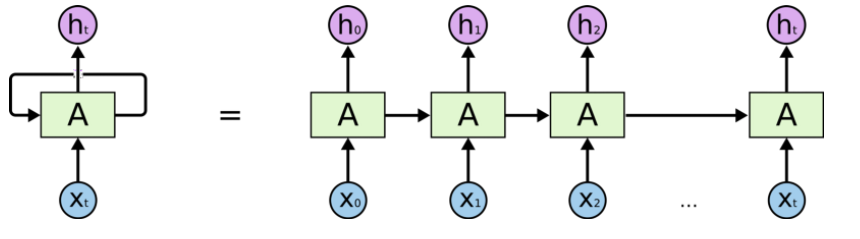 hₜ h₀ h₁ h₂ hₜ
A = A A A A
xₜ x₀ x₁ x₂ ... xₜ